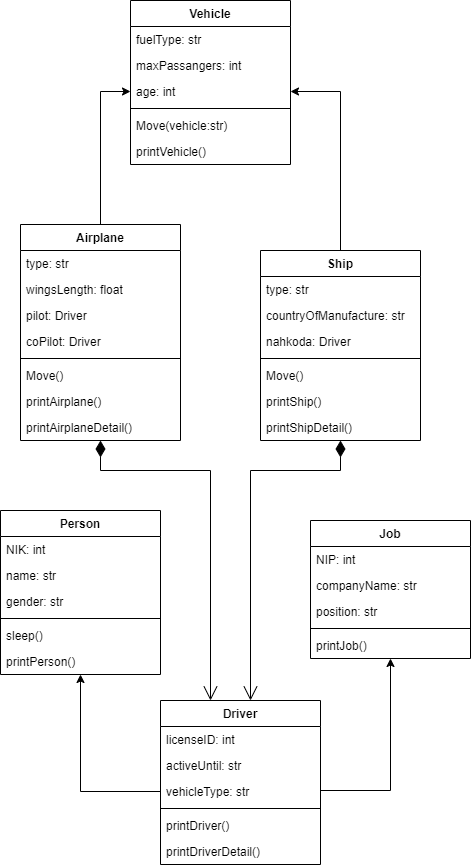 Vehicle
fuelType: str
maxPassangers: int
age: int
Move(vehicle:str)
printVehicle()
Airplane
type: str
wingsLength: float
pilot: Driver
coPilot: Driver
Move()
printAirplane()
printAirplaneDetail()
Ship
type: str
countryOfManufacture: str
nahkoda: Driver
Move()
printShip()
printShipDetail()
Person
NIK: int
name: str
gender: str
sleep()
printPerson()
Job
NIP: int
companyName: str
position: str
printJob()
Driver
licenseID: int
activeUntil: str
vehicleType: str
printDriver()
printDriverDetail()